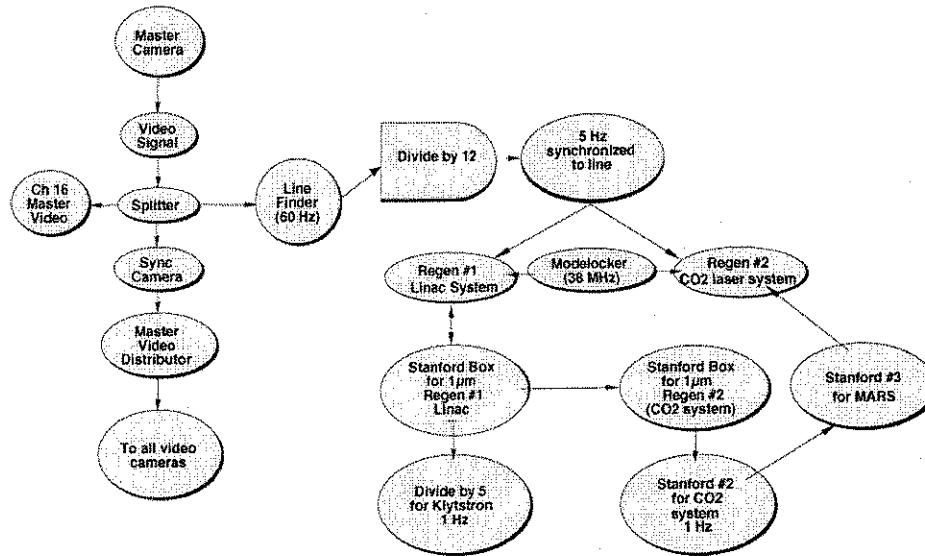 Master
Camera
Video
Signal
Ch 16
Master
Video
Splitter
Line
Finder
(60 Hz)
Divide by 12
5 Hz
synchronized
to line
Sync
Camera
Regen #1
Linac System
Modelocker
(38 MHz)
Regen #2
CO2 laser system
Master
Video
Distributor
Stanford Box
for 1µm
Regen #1
Linac
Stanford Box
for 1µm
Regen #2
(CO2 system)
Stanford #3
for MARS
To all video
cameras
Divide by 5
for Klytstron
1 Hz
Stanford #2
for CO2
system
1 Hz